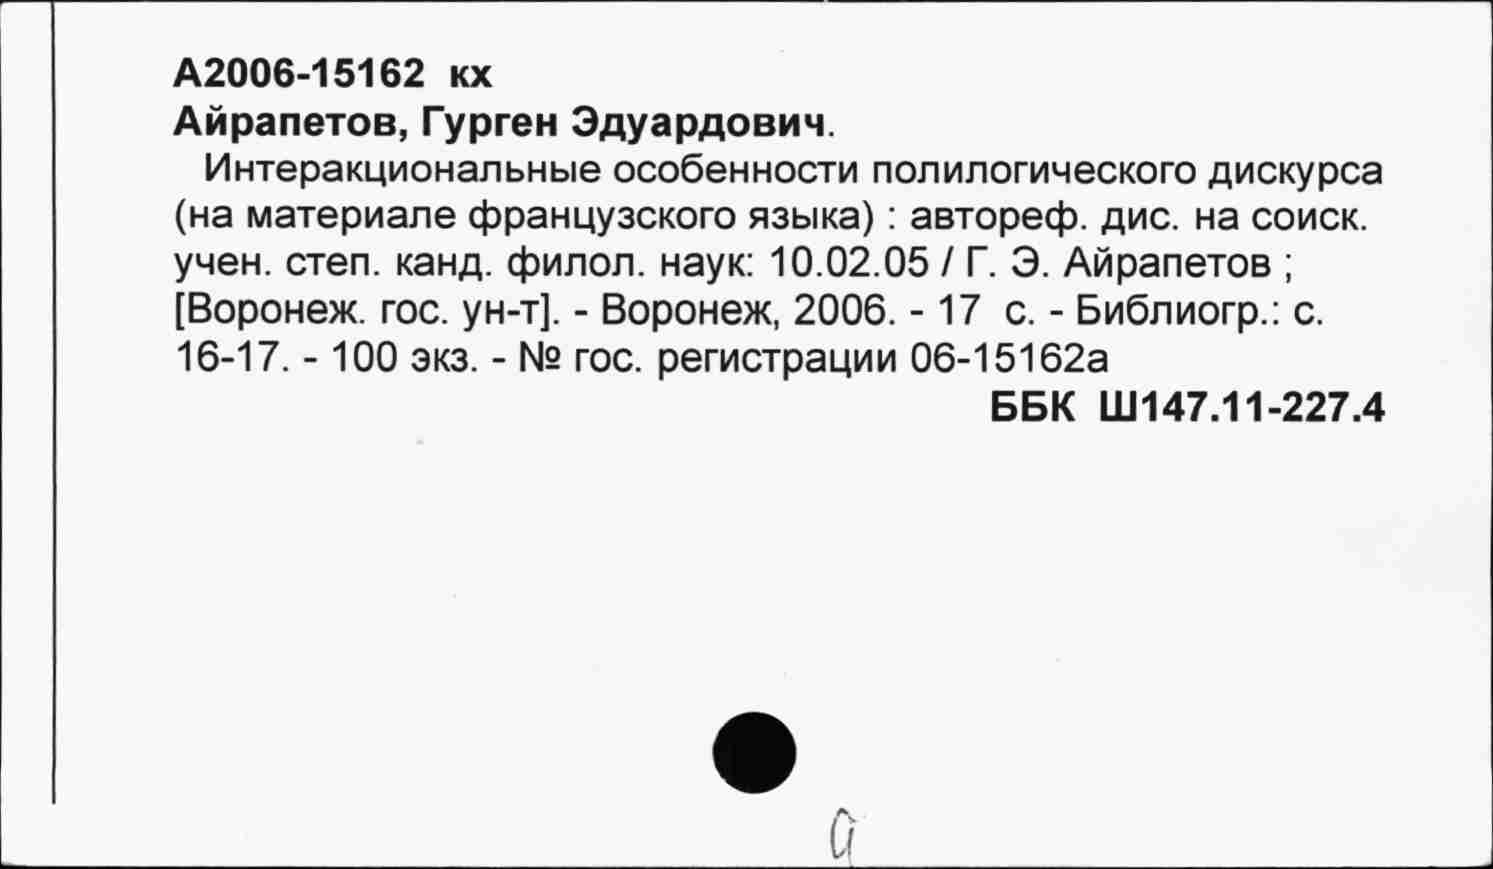 А2006-15162 кх
Айрапетов, Гурген Эдуардович.
Интеракциональные особенности полилогического дискурса
(на материале французского языка) : автореф. дис. на соиск.
учен. степ. канд. филол. наук: 10.02.05 / Г. Э. Айрапетов ;
[Воронеж. гос. ун-т]. - Воронеж, 2006. - 17 с. - Библиогр.: с.
16-17. - 100 экз. - № гос. регистрации 06-15162а
ББК Ш147.11-227.4